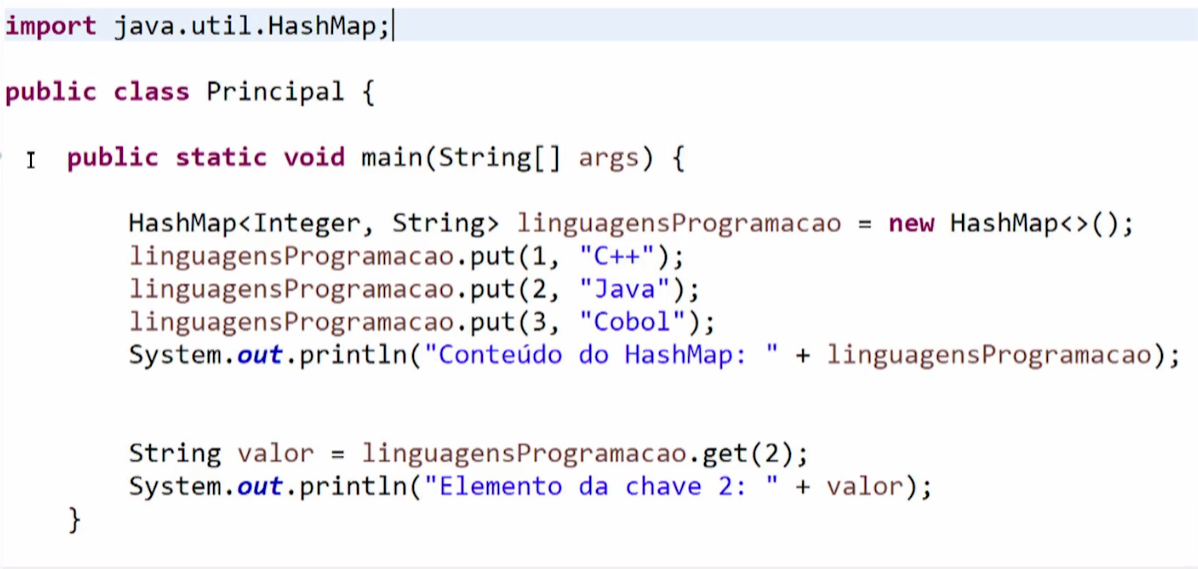 import java.util.HashMap;
public class Principal {
public static void main(String[] args) {
HashMap<Integer, String> linguagensProgramacao = new HashMap<>();
linguagensProgramacao.put(1, "C++");
linguagensProgramacao.put(2, "Java");
linguagensProgramacao.put(3, "Cobol");
System.out.println("Conteúdo do HashMap: " + linguagensProgramacao);
String valor = linguagensProgramacao.get(2);
System.out.println("Elemento da chave 2: " + valor);
}